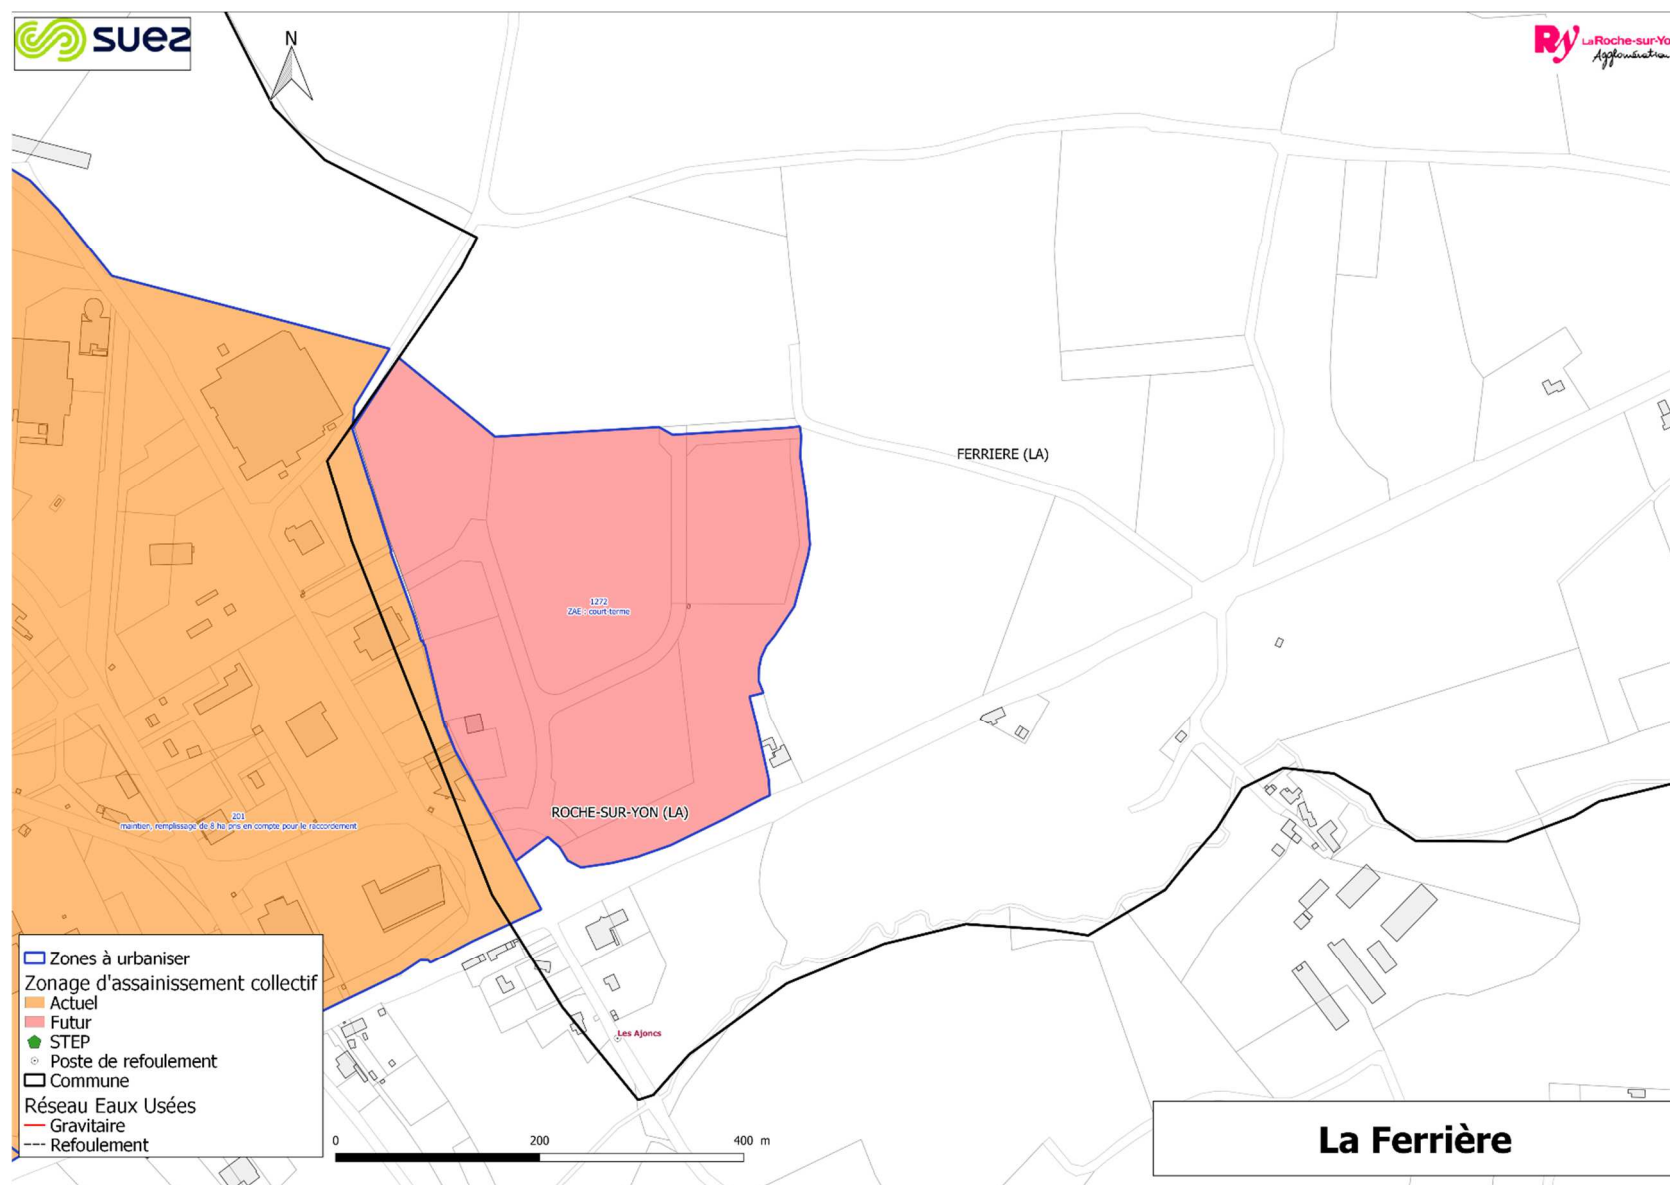 suez
N
Ry LaRoche-sur-Yo
Agglomération
FERRIERE (LA)
1272
ZAE : court-terme
ROCHE-SUR-YON (LA)
201
maintien, remplissage de 8 ha pris en compte pour le raccordement
Les Ajoncs
Zones à urbaniser
Zonage d'assainissement collectif
Actuel
Futur
STEP
Poste de refoulement
Commune
Réseau Eaux Usées
Gravitaire
Refoulement
0 200 400 m
La Ferrière